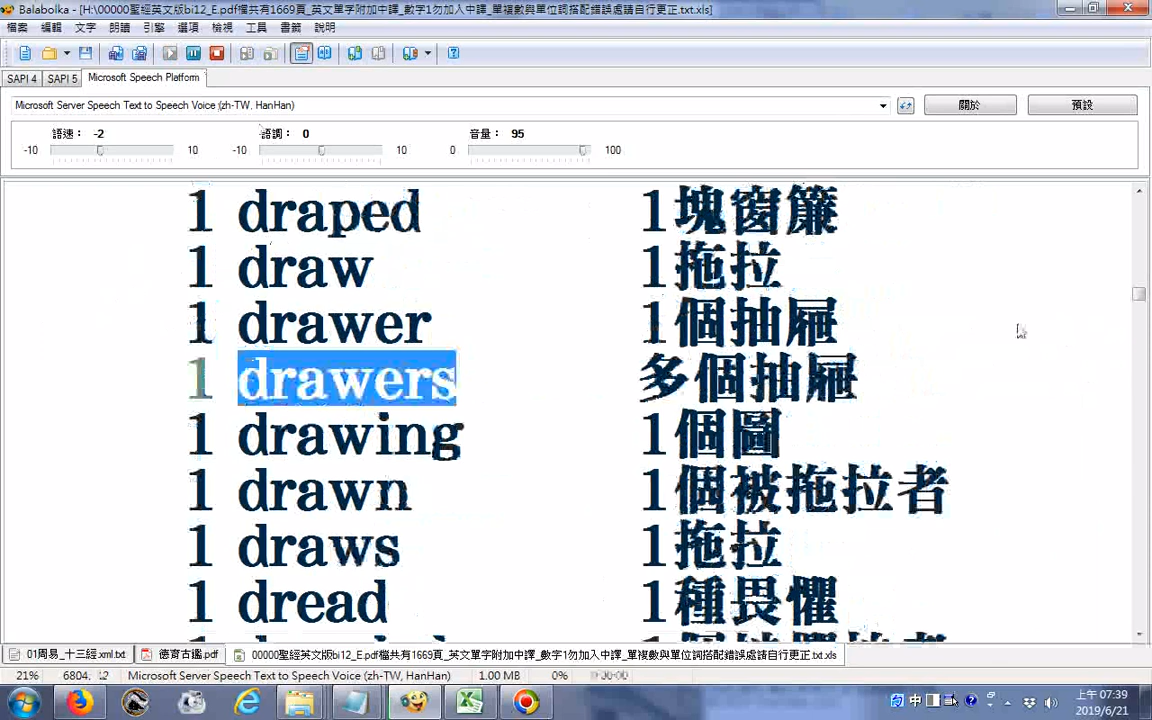 Balabolka - [H:\00000聖經英文版bi12_E.pdf檔共有1669頁_英文單字附加中譯_數字1勿加入中譯_單複數與單位詞搭配錯誤處請自行更正.txt.xls]
檔案 編輯 文字 朗讀 引擎 選項 檢視 工具 書籤 說明
SAPI 4 SAPI 5 Microsoft Speech Platform
Microsoft Server Speech Text to Speech Voice (zh-TW, HanHan) 關於 預設
語速： -2 語調： 0 音量： 95
-10 10 -10 10 0 100
1 draped 1塊窗簾
1 draw 1拖拉
1 drawer 1個抽屜
1 drawers 多個抽屜
1 drawing 1個圖
1 drawn 1個被拖拉者
1 draws 1拖拉
1 dread 1種畏懼
01周易_十三經.xml.txt 德育古鑑.pdf 00000聖經英文版bi12_E.pdf檔共有1669頁_英文單字附加中譯_數字1勿加入中譯_單複數與單位詞搭配錯誤處請自行更正.txt.xls
21% Microsoft Server Speech Text to Speech Voice (zh-TW, HanHan) 1.00 MB 0%
中 上午 07:39
2019/6/21